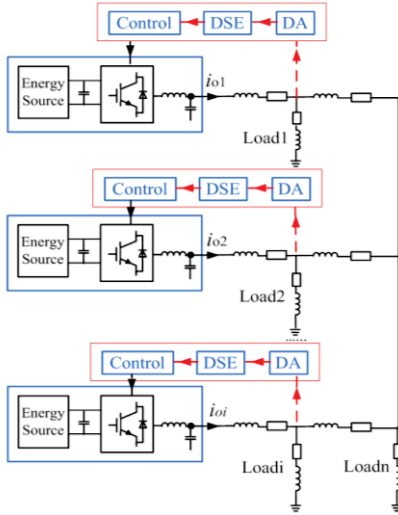 Control DSE DA
Energy
Source
io1
Load1
Control DSE DA
Energy
Source
io2
Load2
......
Control DSE DA
Energy
Source
ioi
Loadi Loadn